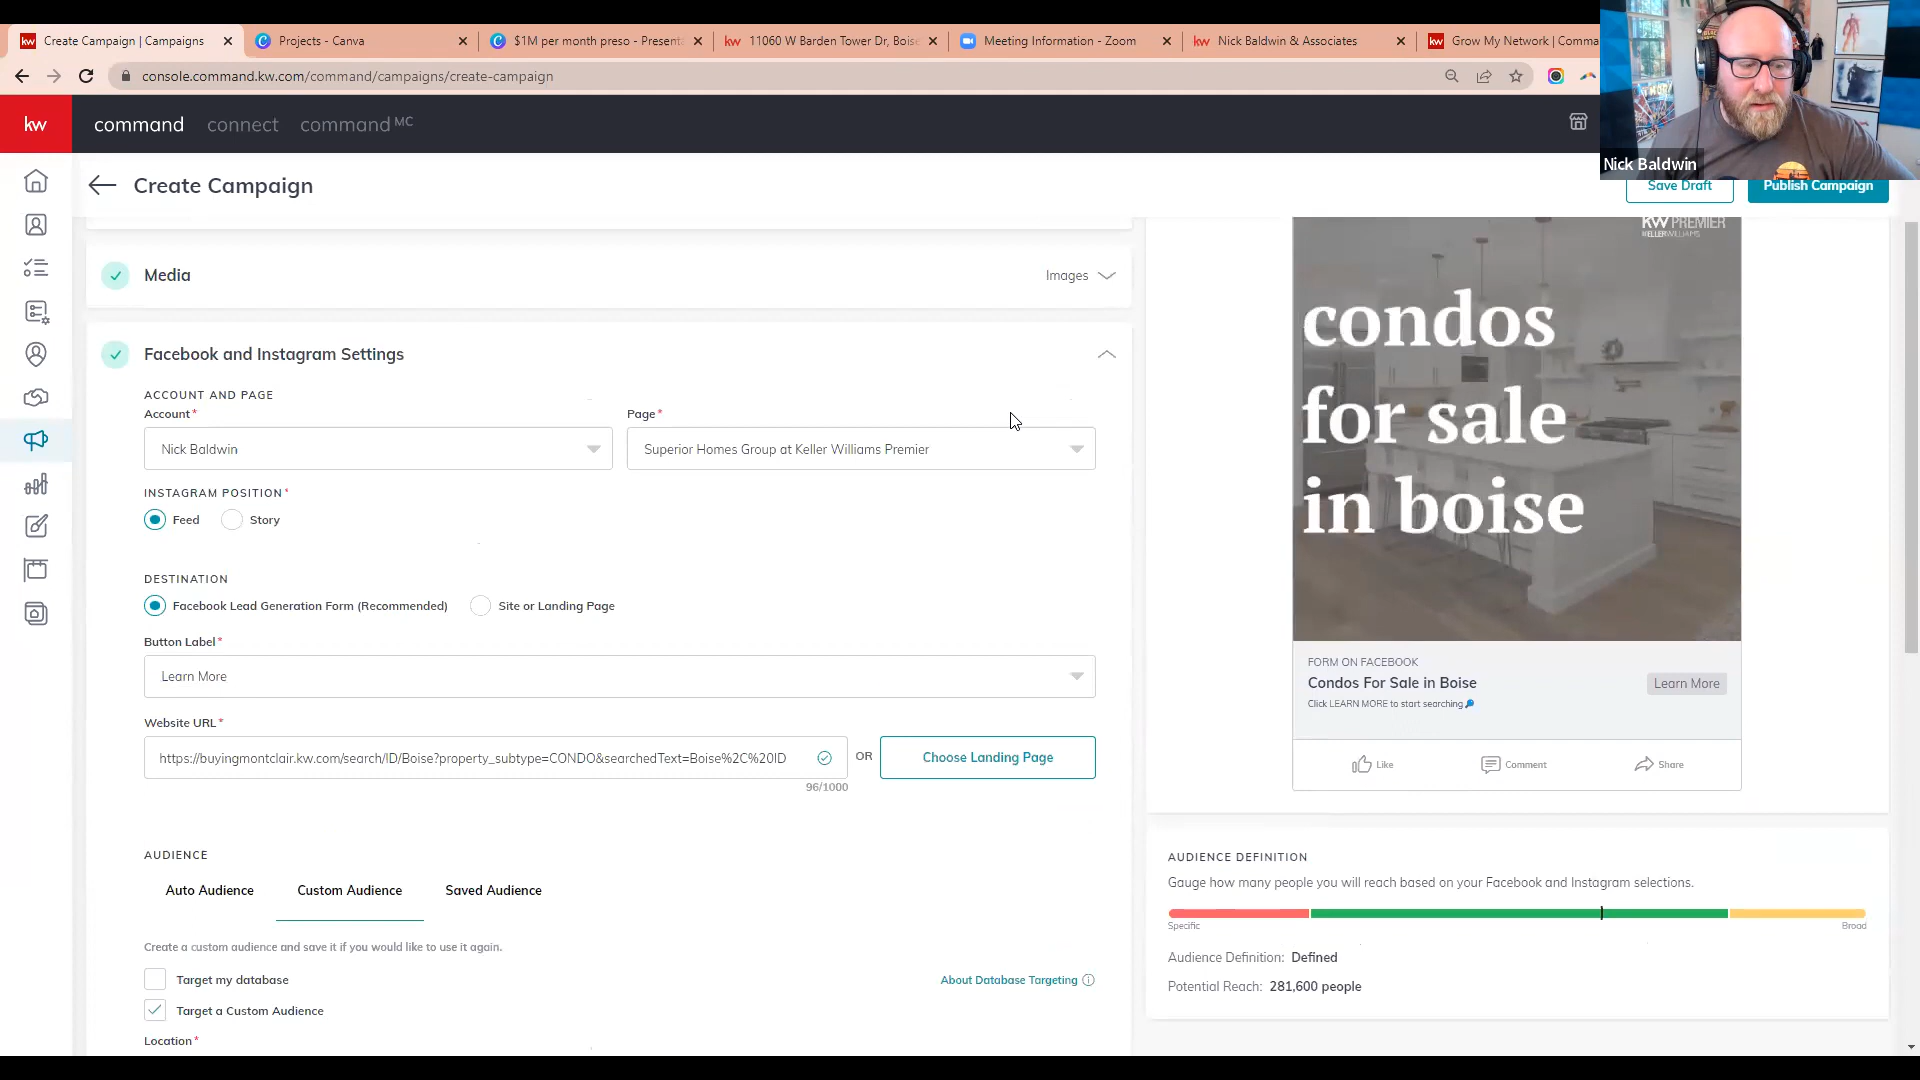 Create Campaign | Campaigns
Projects - Canva
$1M per month preso - Present
11060 W Barden Tower Dr, Bois
Meeting Information - Zoom
Nick Baldwin & Associates
Grow My Network | Comma
console.command.kw.com/command/campaigns/create-campaign
kw
command
connect
command MC
Nick Baldwin
Create Campaign
Save Draft
Publish Campaign
Media
Images
Facebook and Instagram Settings
ACCOUNT AND PAGE
Account*
Page*
Nick Baldwin
Superior Homes Group at Keller Williams Premier
INSTAGRAM POSITION*
Feed
Story
DESTINATION
Facebook Lead Generation Form (Recommended)
Site or Landing Page
Button Label*
Learn More
Website URL*
https://buyingmontclair.kw.com/search/ID/Boise?property_subtype=CONDO&searchedText=Boise%2C%20ID
OR
Choose Landing Page
96/1000
AUDIENCE
Auto Audience
Custom Audience
Saved Audience
Create a custom audience and save it if you would like to use it again.
Target my database
About Database Targeting
Target a Custom Audience
Location*
KW PREMIER
KELLERWILLIAMS
condos
for sale
in boise
FORM ON FACEBOOK
Condos For Sale in Boise
Learn More
Click LEARN MORE to start searching
Like
Comment
Share
AUDIENCE DEFINITION
Gauge how many people you will reach based on your Facebook and Instagram selections.
Specific
Broad
Audience Definition: Defined
Potential Reach: 281,600 people